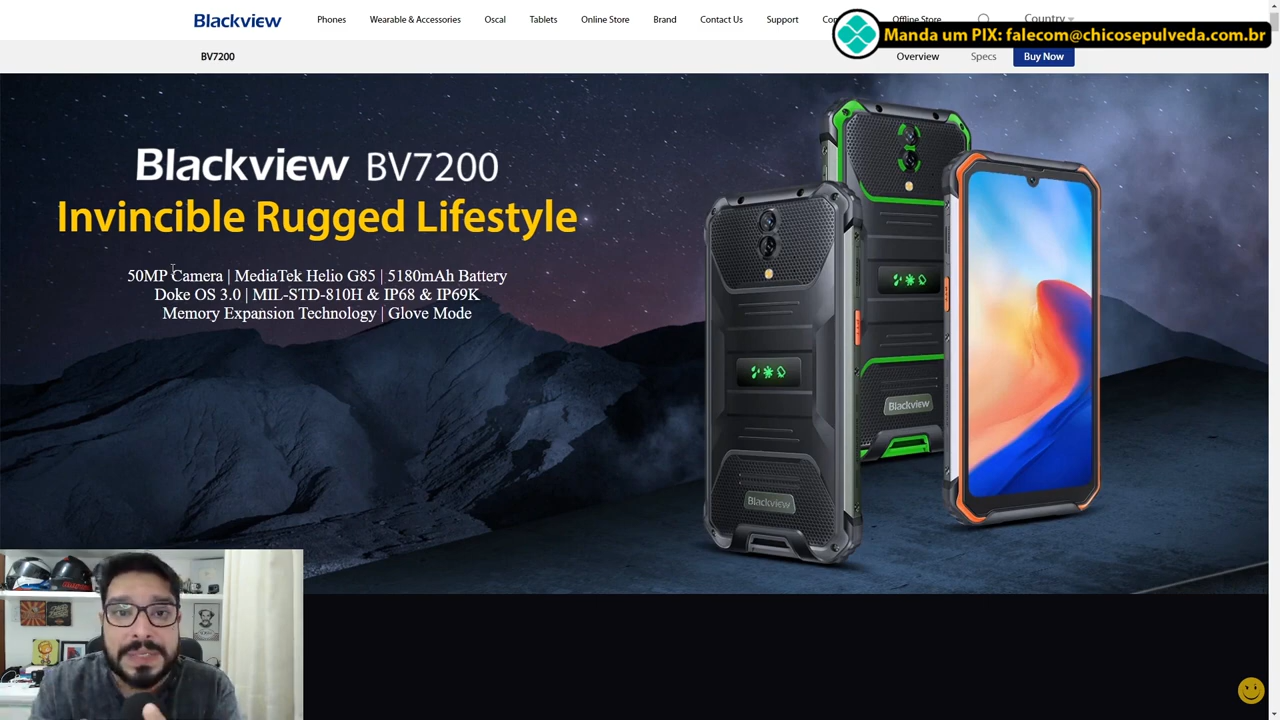 Blackview
Phones
Wearable & Accessories
Oscal
Tablets
Online Store
Brand
Contact Us
Support
Offline Store
Country
Manda um PIX: falecom@chicosepulveda.com.br
BV7200
Overview
Specs
Buy Now
Blackview BV7200
Invincible Rugged Lifestyle
50MP Camera | MediaTek Helio G85 | 5180mAh Battery
Doke OS 3.0 | MIL-STD-810H & IP68 & IP69K
Memory Expansion Technology | Glove Mode
Blackview
Blackview